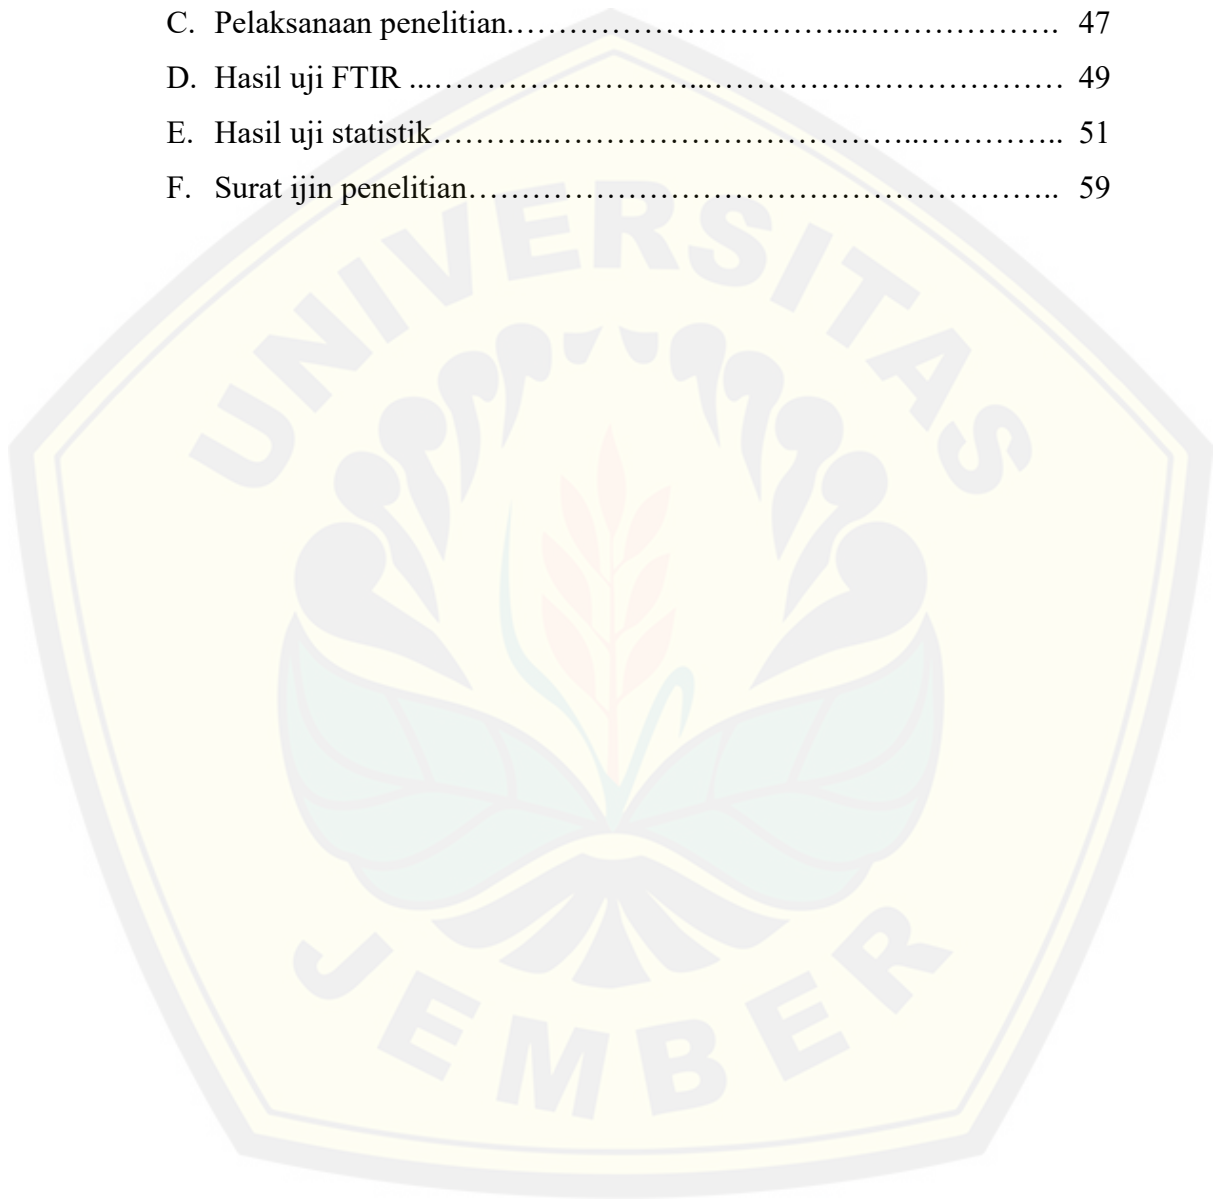 C. Pelaksanaan penelitian…………………………...………………. 47
D. Hasil uji FTIR ...……………………...…………………………… 49
E. Hasil uji statistik………...……………………………..………….. 51
F. Surat ijin penelitian………………………………………………….. 59
UNIVERSITAS
JEMBER